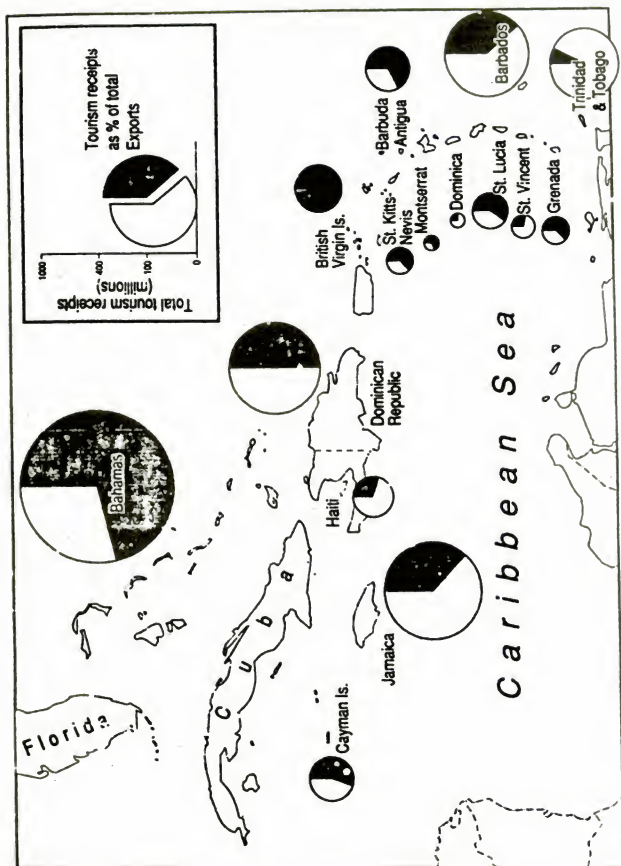 1000
400
100
0
Total tourism receipts
(millions)
Tourism receipts
as % of total
Exports
Florida
Bahamas
Cuba
Cayman Is.
Jamaica
Haiti
Dominican
Republic
British
Virgin Is.
St. Kitts-
Nevis
Montserrat
Barbuda
Antigua
Dominica
St. Lucia
St. Vincent
Grenada
Barbados
Trinidad
& Tobago
Caribbean Sea